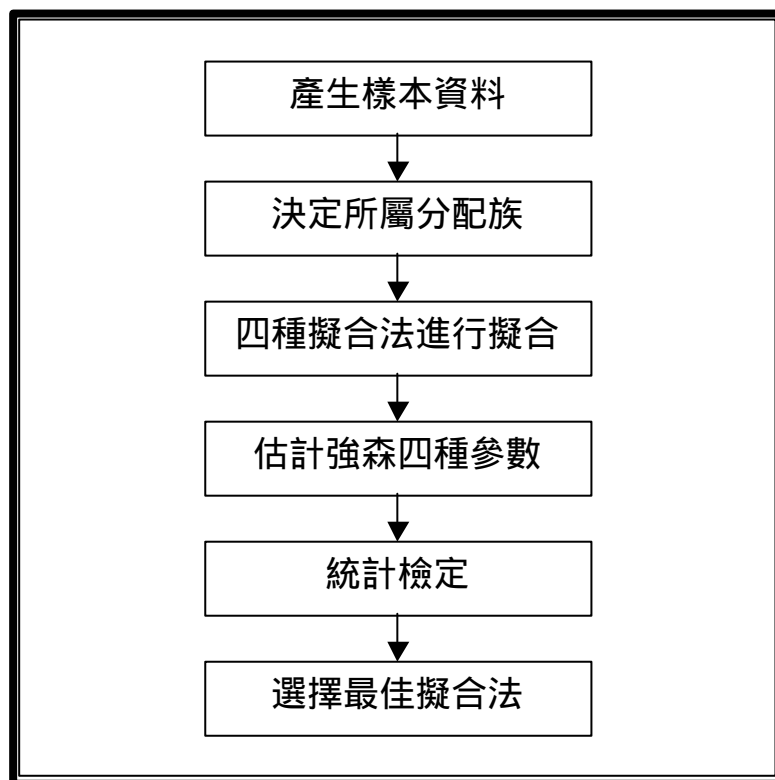 產生樣本資料
決定所屬分配族
四種擬合法進行擬合
估計強森四種參數
統計檢定
選擇最佳擬合法